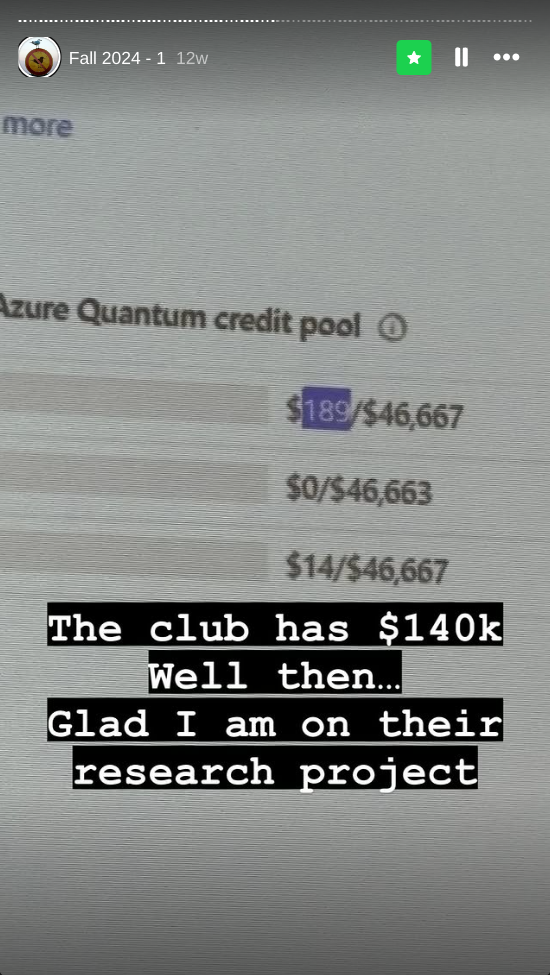 Fall 2024 - 1 12w
more
Azure Quantum credit pool
$189/$46,667
$0/$46,663
$14/$46,667
The club has $140k
Well then…
Glad I am on their
research project